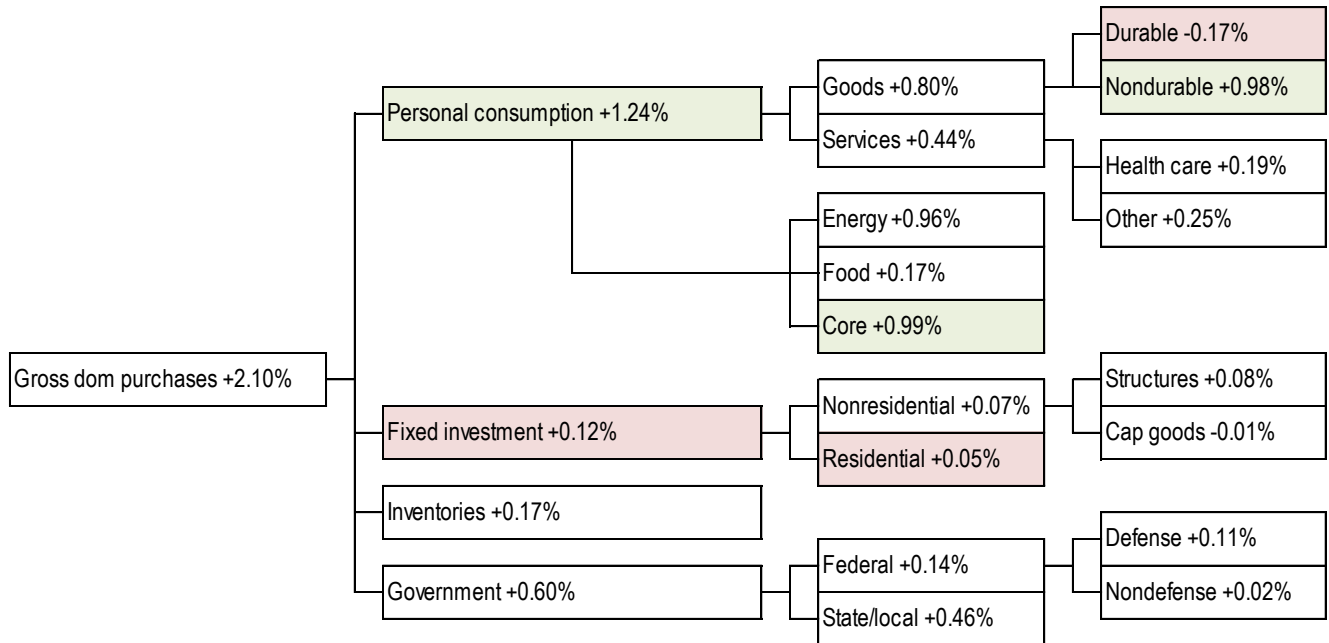 Durable -0.17%
Goods +0.80%
Nondurable +0.98%
Personal consumption +1.24%
Services +0.44%
Health care +0.19%
Energy +0.96%
Other +0.25%
Food +0.17%
Core +0.99%
Gross dom purchases +2.10%
Structures +0.08%
Nonresidential +0.07%
Fixed investment +0.12%
Cap goods -0.01%
Residential +0.05%
Inventories +0.17%
Defense +0.11%
Federal +0.14%
Government +0.60%
Nondefense +0.02%
State/local +0.46%